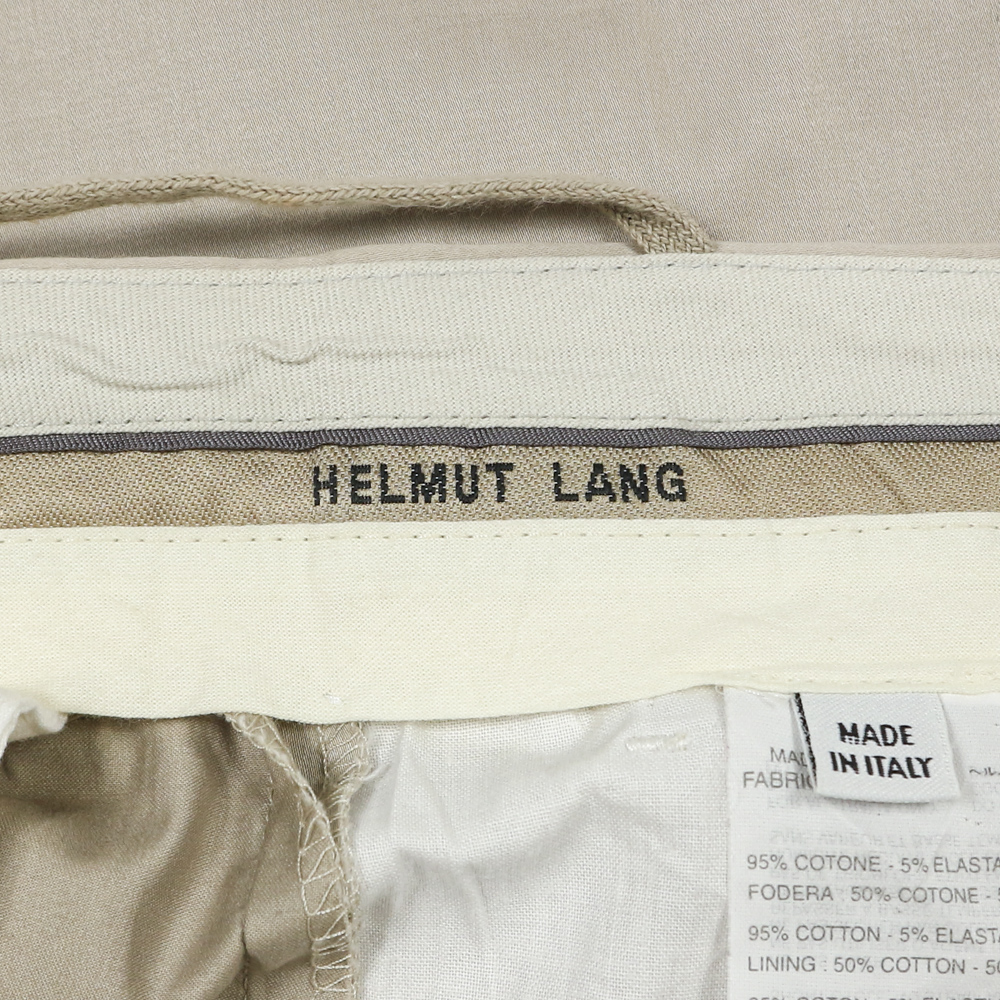 HELMUT LANG
MADE
IN ITALY
95% COTONE - 5% ELASTA
FODERA : 50% COTONE -
95% COTTON - 5% ELASTA
LINING : 50% COTTON - 50